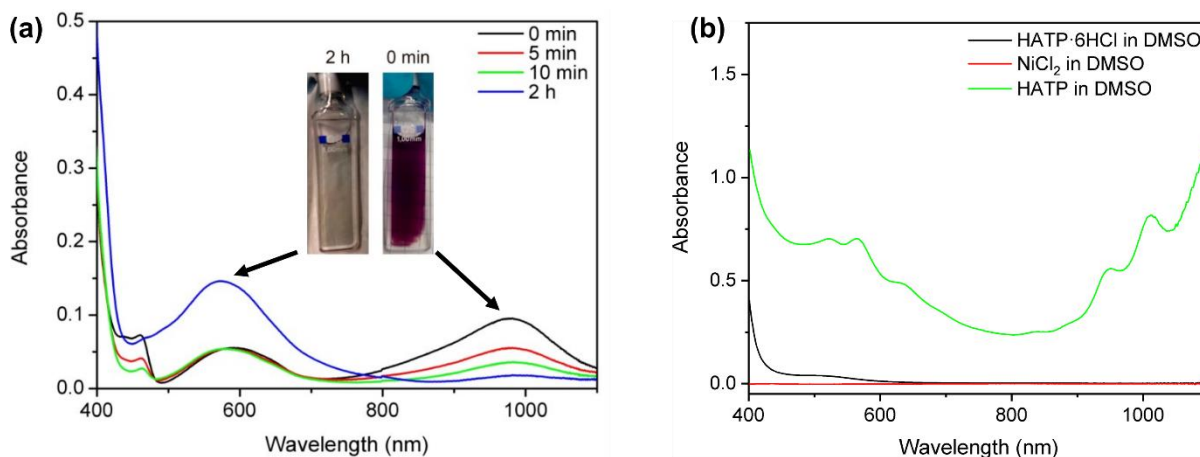 (a)
0.5
0.4
0.3
0.2
0.1
0.0
Absorbance
400
600
800
1000
Wavelength (nm)
0 min
5 min
10 min
2 h
2 h
0 min
(b)
1.5
1.0
0.5
0.0
Absorbance
400
600
800
1000
Wavelength (nm)
HATP·6HCl in DMSO
NiCl₂ in DMSO
HATP in DMSO